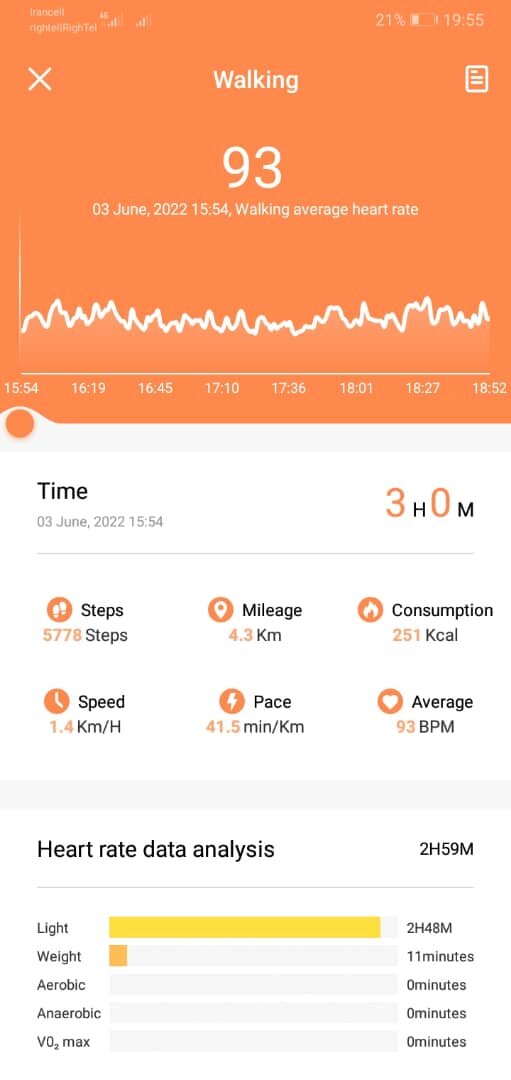 Irancell
rightellRighTel 4G 21% 19:55
Walking
93
03 June, 2022 15:54, Walking average heart rate
15:54 16:19 16:45 17:10 17:36 18:01 18:27 18:52
Time
3 H 0 M
03 June, 2022 15:54
Steps Mileage Consumption
5778 Steps 4.3 Km 251 Kcal
Speed Pace Average
1.4 Km/H 41.5 min/Km 93 BPM
Heart rate data analysis 2H59M
Light 2H48M
Weight 11minutes
Aerobic 0minutes
Anaerobic 0minutes
V0₂ max 0minutes